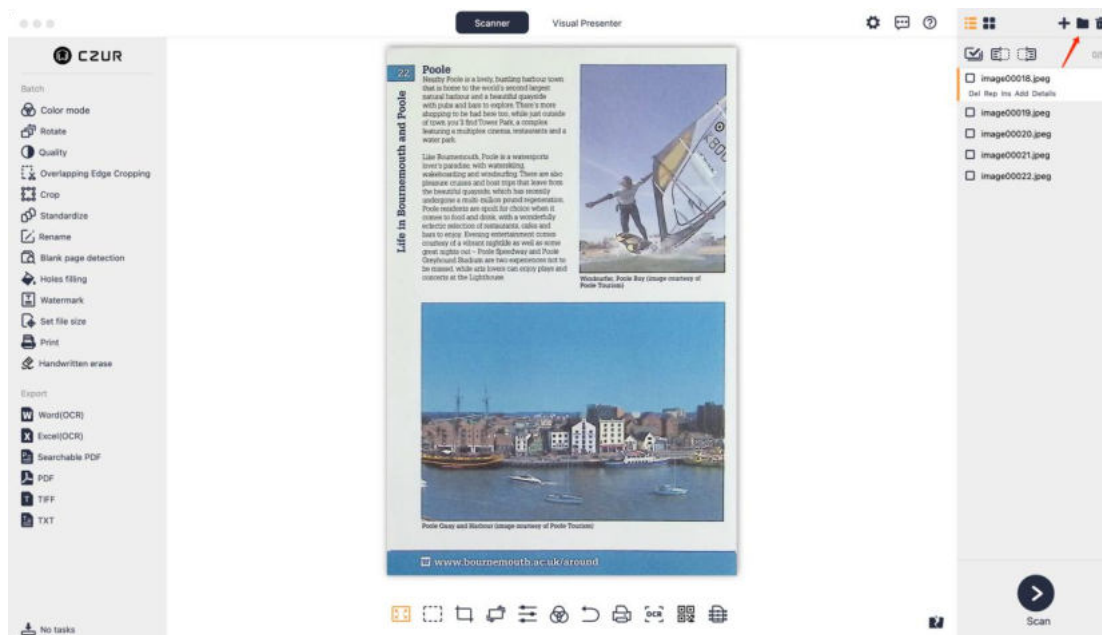 Scanner
Visual Presenter
CZUR
Batch
Color mode
Rotate
Quality
Overlapping Edge Cropping
Crop
Standardize
Rename
Blank page detection
Holes filling
Watermark
Set file size
Print
Handwritten erase
Export
Word(OCR)
Excel(OCR)
Searchable PDF
PDF
TIFF
TXT
No tasks
22
Life in Bournemouth and Poole
Poole
Nearby Poole is a lovely, bustling harbour town
that is home to the world's second largest
natural harbour and a beautiful quayside
with pubs and bars to explore. There's more
shopping to be had here too, while just outside
of town you'll find Tower Park, a complex
featuring a multiplex cinema, restaurants and a
water park.
Like Bournemouth, Poole is a watersports
lover's paradise, with waterskiing,
wakeboarding and windsurfing. There are also
pleasure cruises and boat trips that leave from
the beautiful quayside, which has recently
undergone a multi-million pound regeneration.
Poole residents are spoilt for choice when it
comes to food and drink, with a wonderfully
eclectic selection of restaurants, cafes and
bars to enjoy. Evening entertainment comes
courtesy of a vibrant nightlife as well as some
great nights out – Poole Speedway and Poole
Greyhound Stadium are two experiences not to
be missed, while arts lovers can enjoy plays and
concerts at the Lighthouse.
Windsurfer, Poole Bay (image courtesy of
Poole Tourism)
Poole Quay and Harbour (image courtesy of Poole Tourism)
W www.bournemouth.ac.uk/around
OCR
image00018.jpeg
Del Rep Ins Add Details
image00019.jpeg
image00020.jpeg
image00021.jpeg
image00022.jpeg
Scan